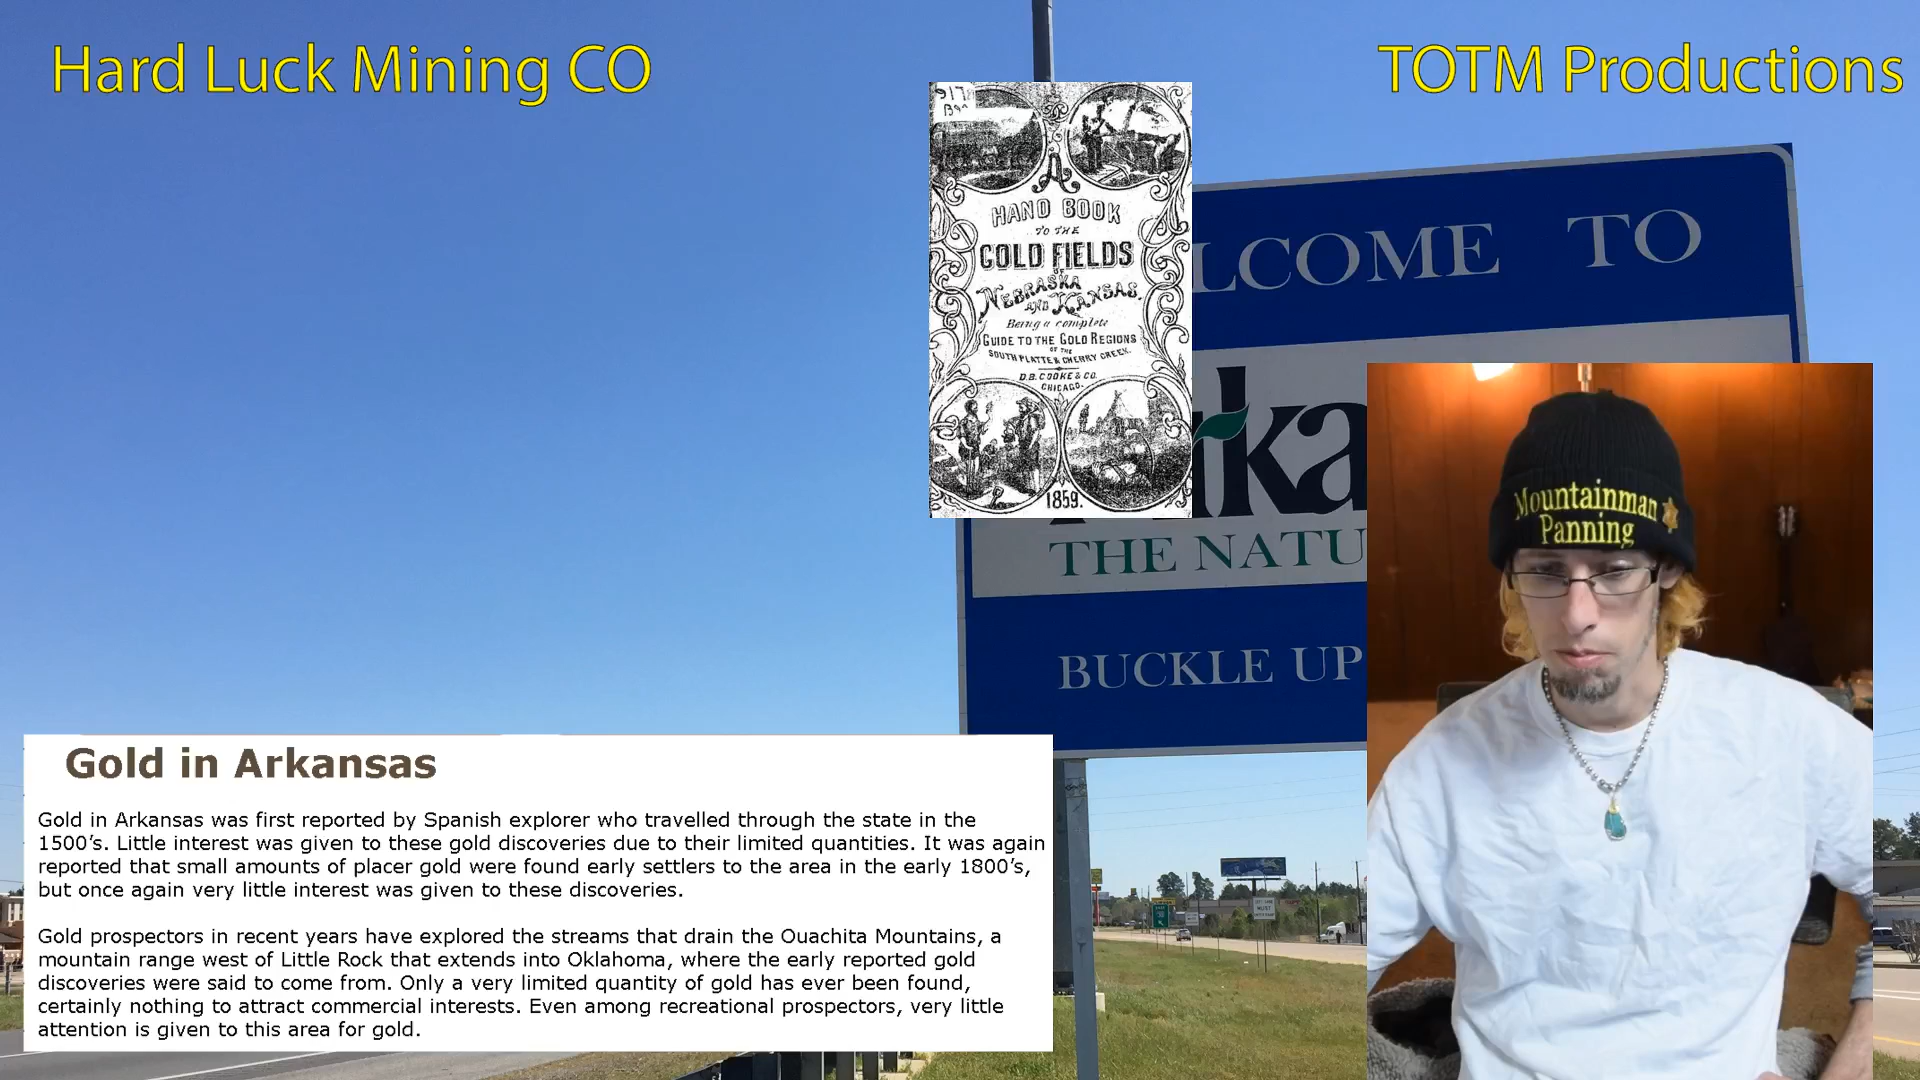 Hard Luck Mining CO
TOTM Productions
917
A
HAND BOOK
TO THE
GOLD FIELDS
OF
NEBRASKA
AND KANSAS.
Being a complete
GUIDE TO THE GOLD REGIONS
OF THE
SOUTH PLATTE & CHERRY CREEK.
D.B. COOKE & CO.
CHICAGO.
1859.
LCOME TO
rka
THE NATU
BUCKLE UP
Mountainman
Panning
Gold in Arkansas
Gold in Arkansas was first reported by Spanish explorer who travelled through the state in the
1500’s. Little interest was given to these gold discoveries due to their limited quantities. It was again
reported that small amounts of placer gold were found early settlers to the area in the early 1800’s,
but once again very little interest was given to these discoveries.
Gold prospectors in recent years have explored the streams that drain the Ouachita Mountains, a
mountain range west of Little Rock that extends into Oklahoma, where the early reported gold
discoveries were said to come from. Only a very limited quantity of gold has ever been found,
certainly nothing to attract commercial interests. Even among recreational prospectors, very little
attention is given to this area for gold.